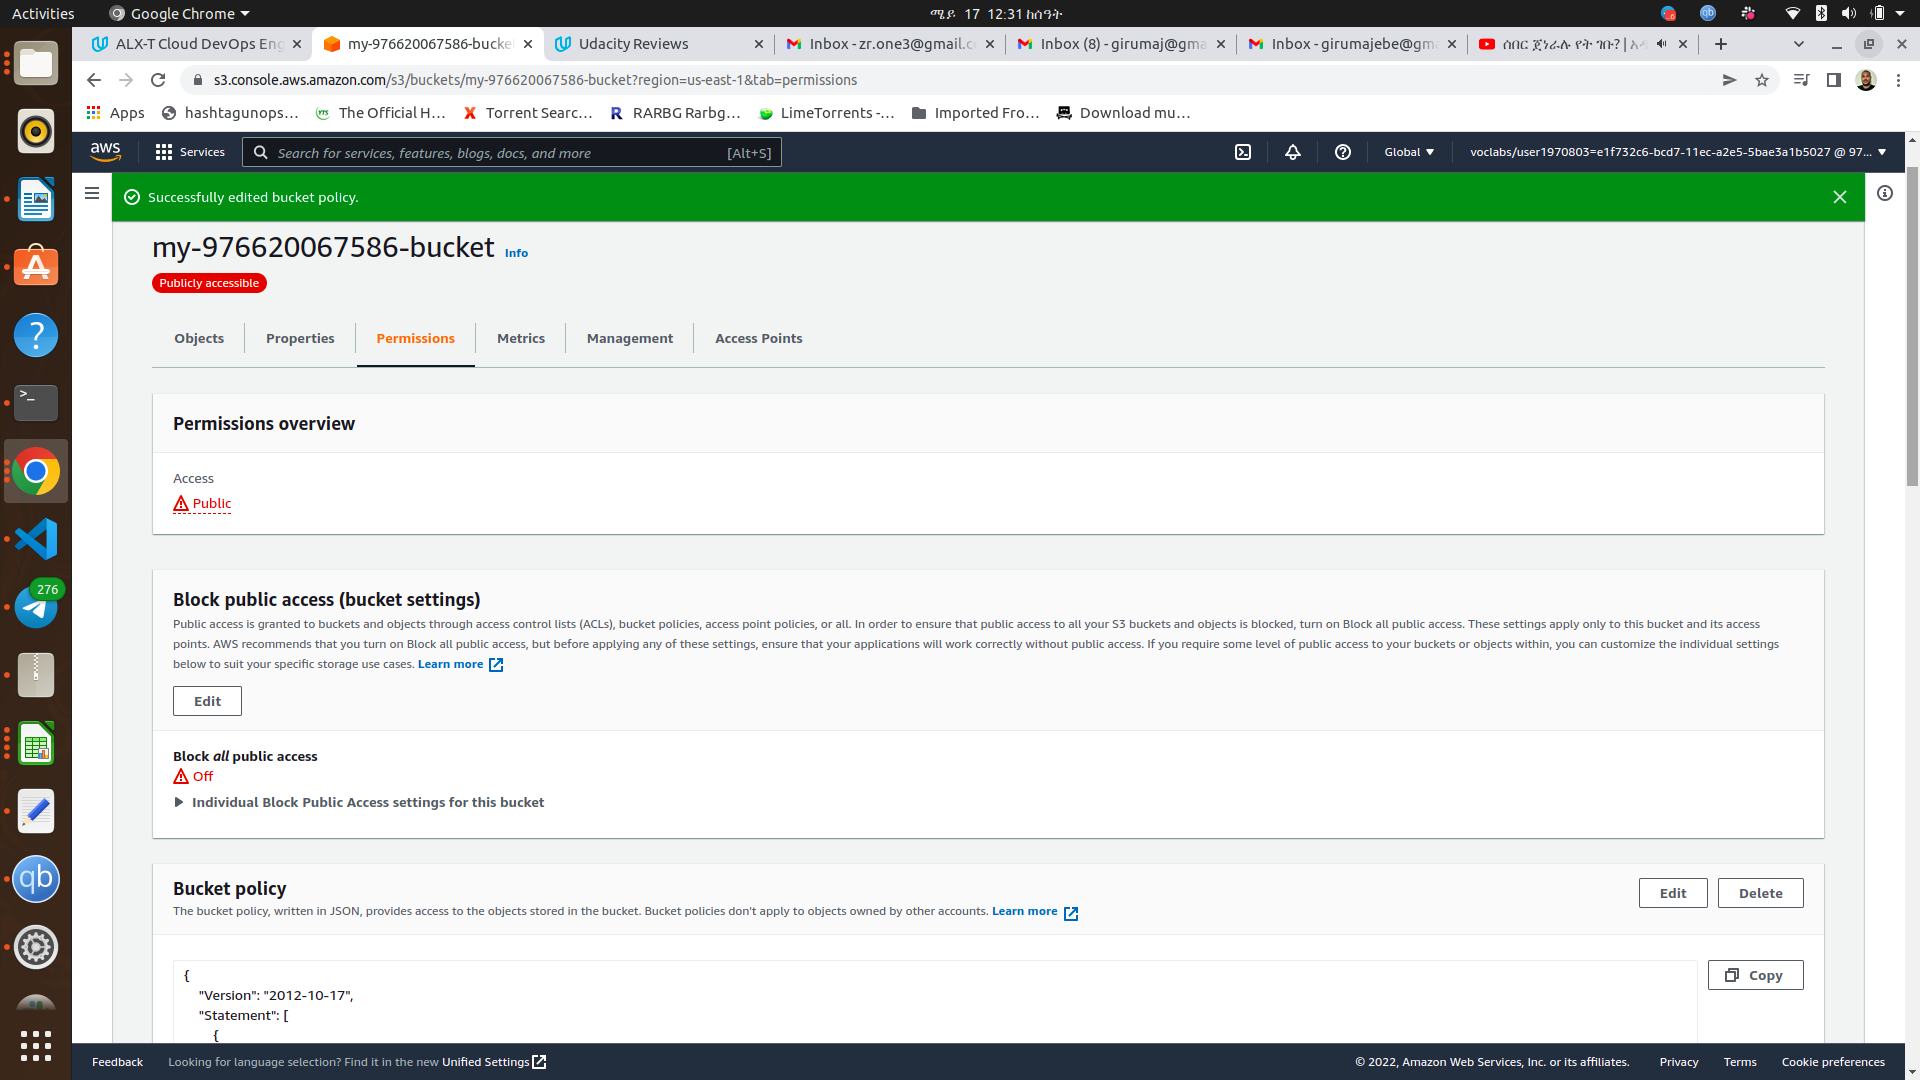 Activities
Google Chrome
ሜይ 17 12:31 ከሰዓት
ALX-T Cloud DevOps Eng
my-976620067586-bucket
Udacity Reviews
Inbox - zr.one3@gmail.c
Inbox (8) - girumaj@gma
Inbox - girumajebe@gm
ሰበር ጀነራሉ የት ገቡ? |
s3.console.aws.amazon.com/s3/buckets/my-976620067586-bucket?region=us-east-1&tab=permissions
Apps
hashtagunops...
The Official H...
Torrent Searc...
RARBG Rarbg...
LimeTorrents -...
Imported Fro...
Download mu...
aws
Services
Search for services, features, blogs, docs, and more
[Alt+S]
Global
voclabs/user1970803=e1f732c6-bcd7-11ec-a2e5-5bae3a1b5027 @ 97...
Successfully edited bucket policy.
my-976620067586-bucket Info
Publicly accessible
Objects
Properties
Permissions
Metrics
Management
Access Points
Permissions overview
Access
Public
Block public access (bucket settings)
Public access is granted to buckets and objects through access control lists (ACLs), bucket policies, access point policies, or all. In order to ensure that public access to all your S3 buckets and objects is blocked, turn on Block all public access. These settings apply only to this bucket and its access
points. AWS recommends that you turn on Block all public access, but before applying any of these settings, ensure that your applications will work correctly without public access. If you require some level of public access to your buckets or objects within, you can customize the individual settings
below to suit your specific storage use cases. Learn more
Edit
Block all public access
Off
Individual Block Public Access settings for this bucket
Bucket policy
The bucket policy, written in JSON, provides access to the objects stored in the bucket. Bucket policies don't apply to objects owned by other accounts. Learn more
Edit
Delete
{
"Version": "2012-10-17",
"Statement": [
{
Copy
276
qb
Feedback
Looking for language selection? Find it in the new Unified Settings
© 2022, Amazon Web Services, Inc. or its affiliates.
Privacy
Terms
Cookie preferences